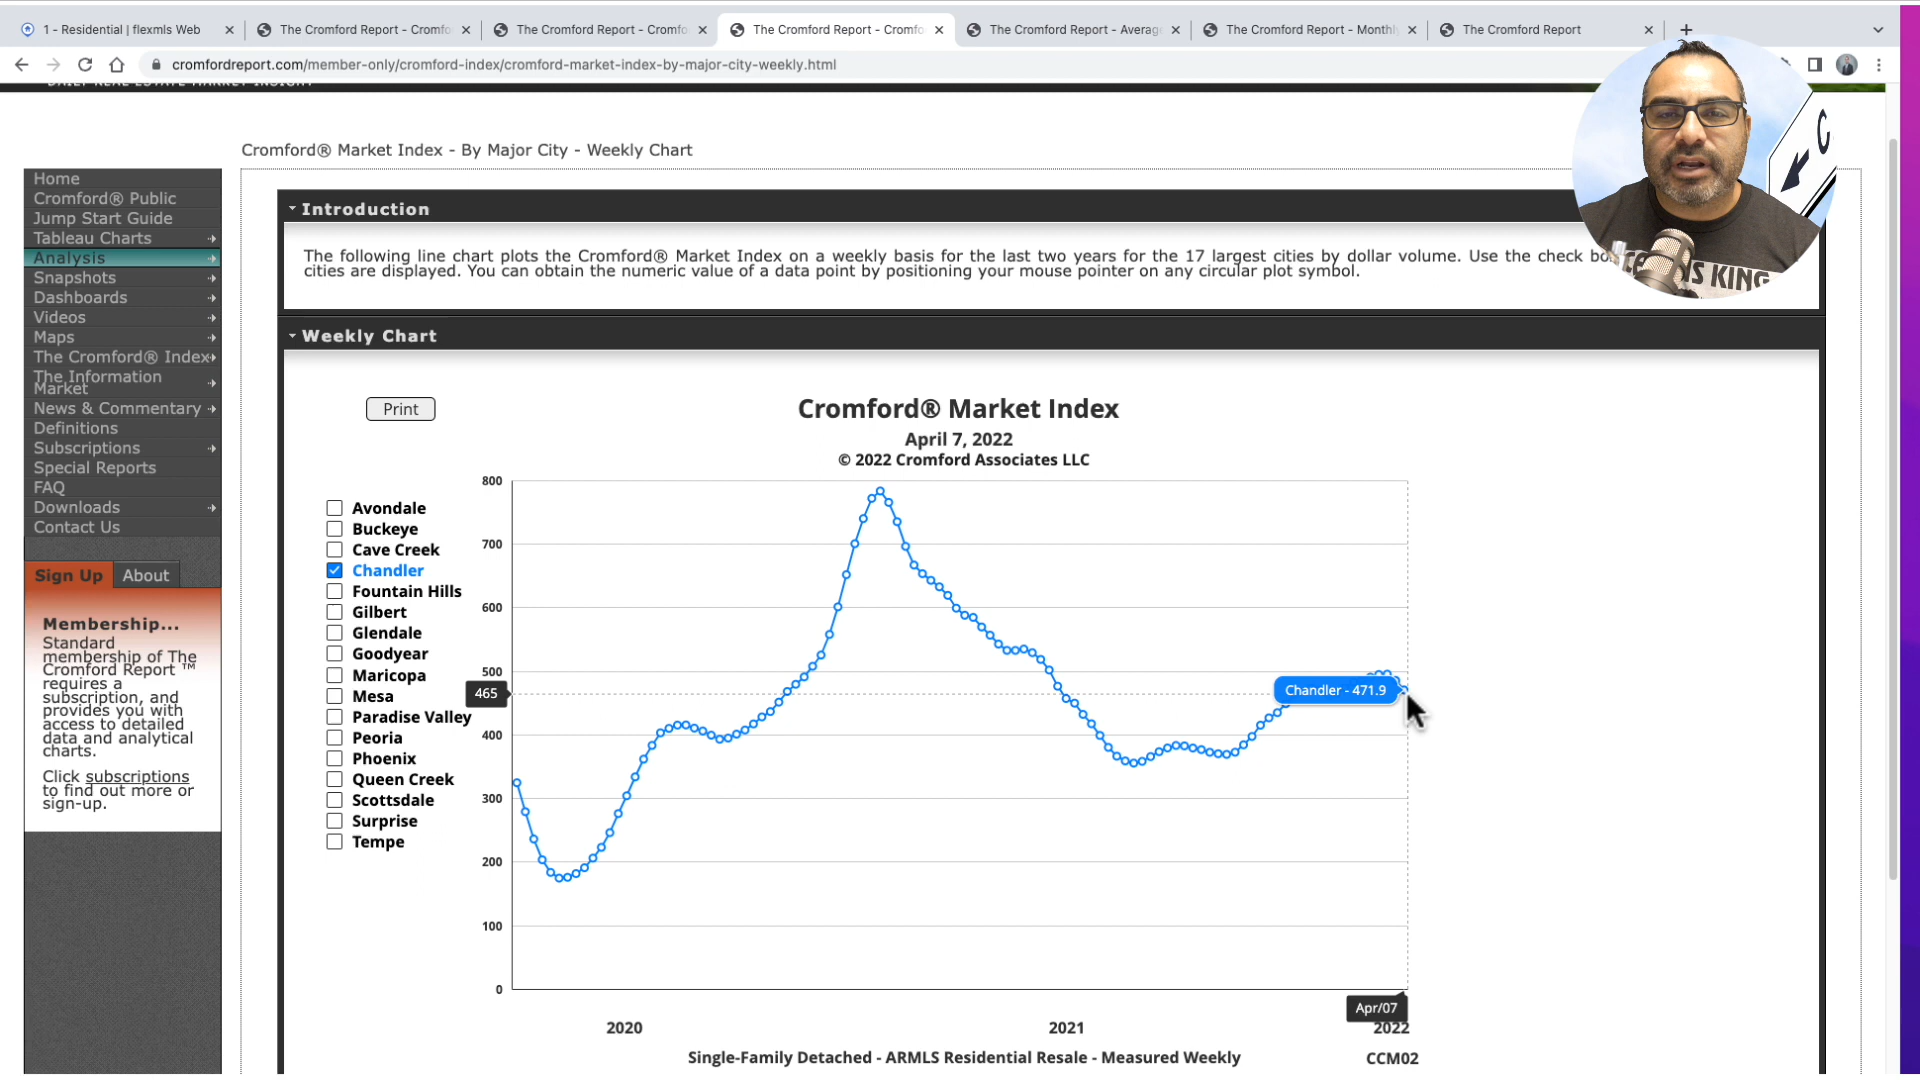 1 - Residential | flexmls Web
The Cromford Report - Cromfo
The Cromford Report - Cromfo
The Cromford Report - Cromfo
The Cromford Report - Average
The Cromford Report - Monthl
The Cromford Report
cromfordreport.com/member-only/cromford-index/cromford-market-index-by-major-city-weekly.html
DAILY REAL ESTATE MARKET INSIGHT
Cromford® Market Index - By Major City - Weekly Chart
Home
Cromford® Public
Jump Start Guide
Tableau Charts
Analysis
Snapshots
Dashboards
Videos
Maps
The Cromford® Index
The Information
Market
News & Commentary
Definitions
Subscriptions
Special Reports
FAQ
Downloads
Contact Us
Sign Up
About
Membership...
Standard
membership of The
Cromford Report ™
requires a
subscription, and
provides you with
access to detailed
data and analytical
charts.
Click subscriptions
to find out more or
sign-up.
Introduction
The following line chart plots the Cromford® Market Index on a weekly basis for the last two years for the 17 largest cities by dollar volume. Use the check
cities are displayed. You can obtain the numeric value of a data point by positioning your mouse pointer on any circular plot symbol.
C
IS KING
Weekly Chart
Print
Cromford® Market Index
April 7, 2022
© 2022 Cromford Associates LLC
Avondale
Buckeye
Cave Creek
Chandler
Fountain Hills
Gilbert
Glendale
Goodyear
Maricopa
Mesa
Paradise Valley
Peoria
Phoenix
Queen Creek
Scottsdale
Surprise
Tempe
800
700
600
500
465
400
300
200
100
0
Chandler - 471.9
Apr/07
2020
2021
2022
Single-Family Detached - ARMLS Residential Resale - Measured Weekly
CCM02